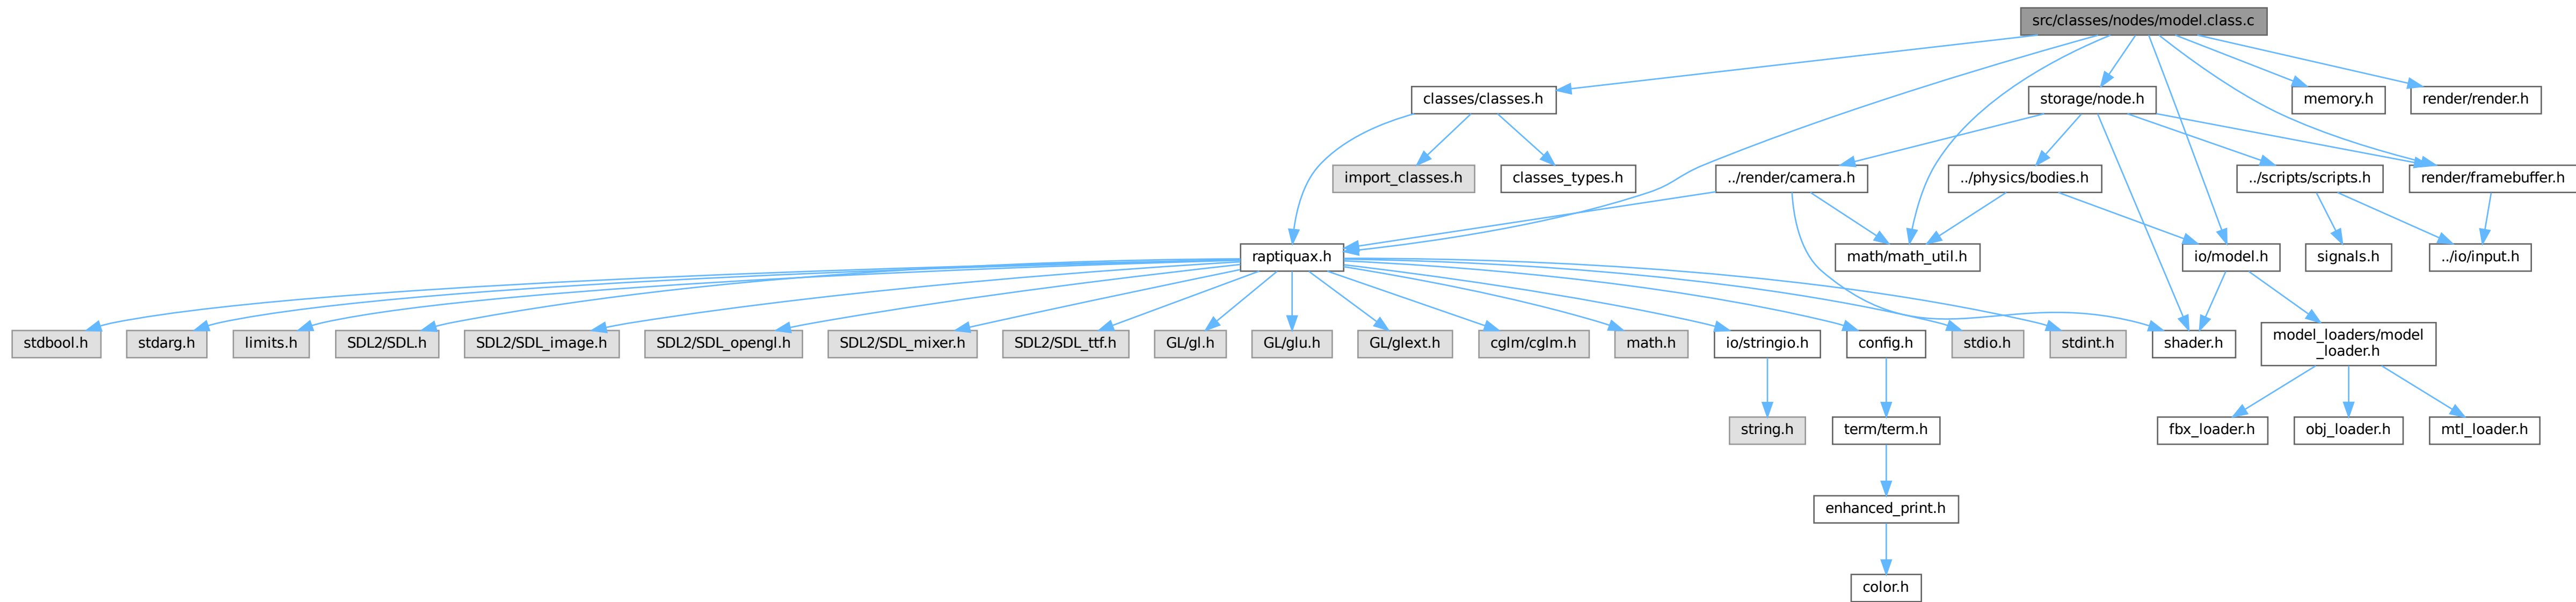 src/classes/nodes/model.class.c
classes/classes.h
storage/node.h
memory.h
render/render.h
import_classes.h
classes_types.h
../render/camera.h
../physics/bodies.h
../scripts/scripts.h
render/framebuffer.h
raptiquax.h
math/math_util.h
io/model.h
signals.h
../io/input.h
stdbool.h
stdarg.h
limits.h
SDL2/SDL.h
SDL2/SDL_image.h
SDL2/SDL_opengl.h
SDL2/SDL_mixer.h
SDL2/SDL_ttf.h
GL/gl.h
GL/glu.h
GL/glext.h
cglm/cglm.h
math.h
io/stringio.h
config.h
stdio.h
stdint.h
shader.h
model_loaders/model
_loader.h
string.h
term/term.h
fbx_loader.h
obj_loader.h
mtl_loader.h
enhanced_print.h
color.h